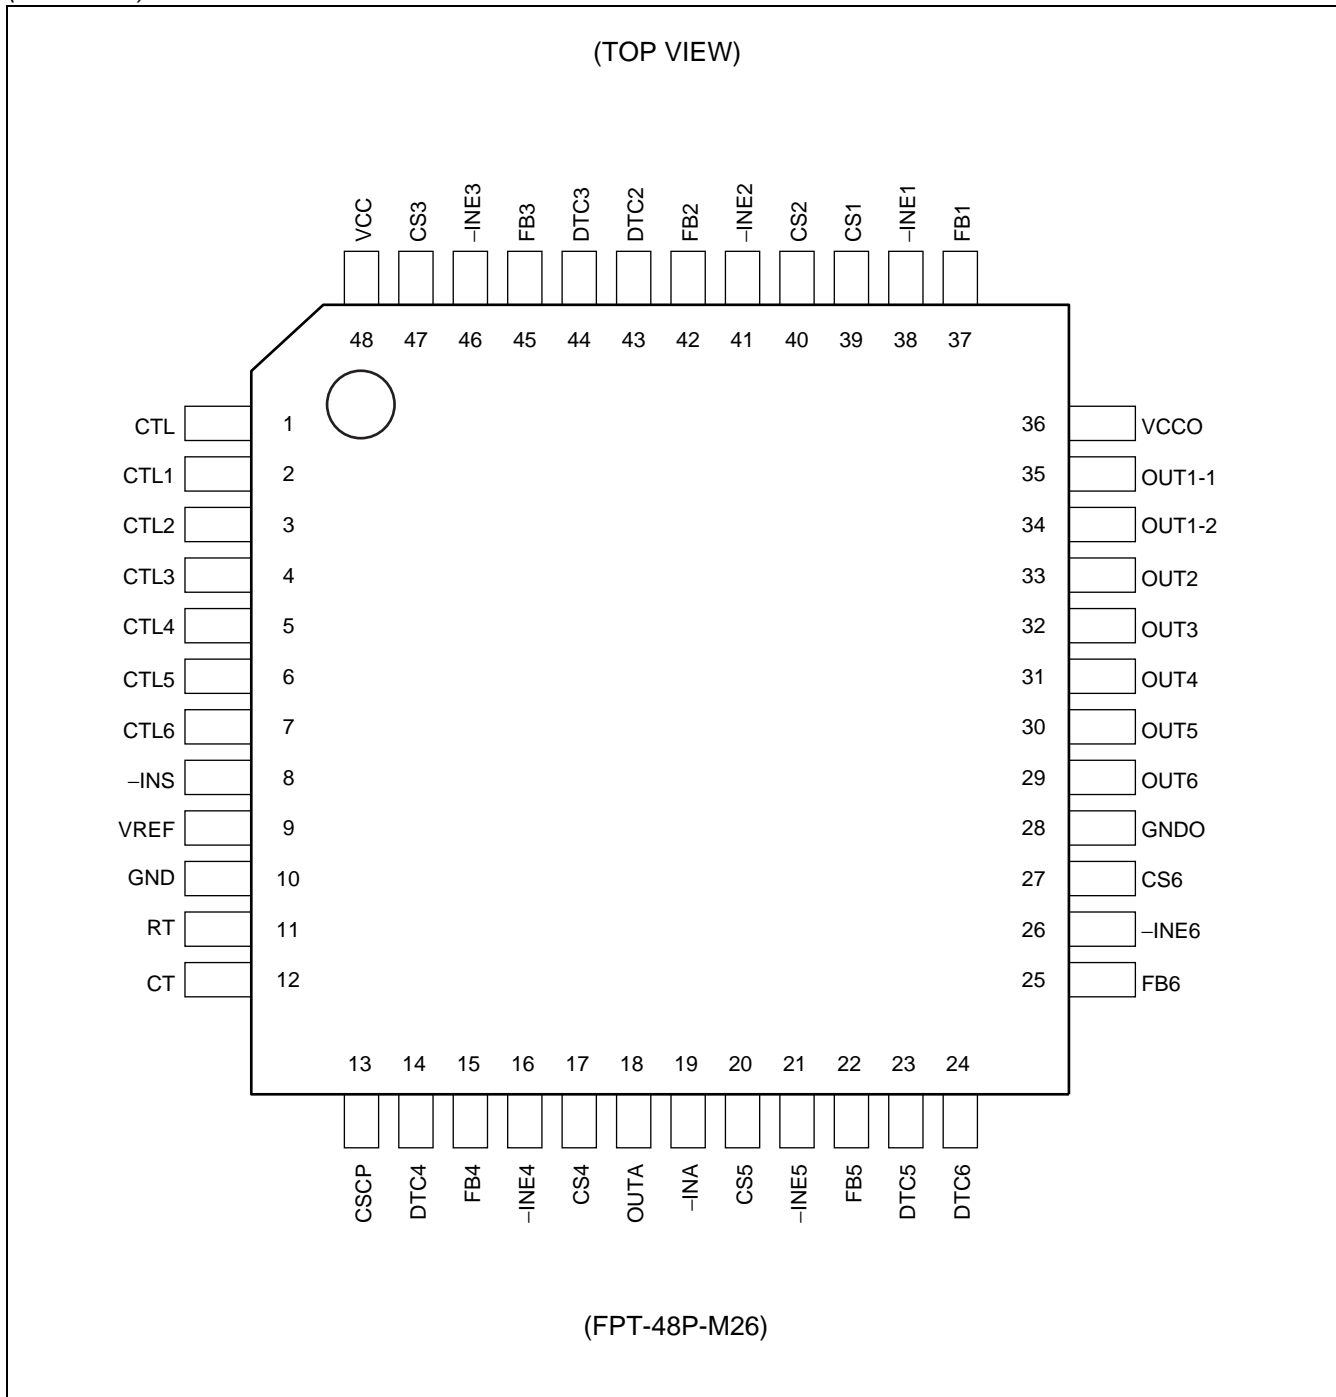 (TOP VIEW)
VCC
CS3
–INE3
FB3
DTC3
DTC2
FB2
–INE2
CS2
CS1
–INE1
FB1
48 47 46 45 44 43 42 41 40 39 38 37
CTL 1
CTL1 2
CTL2 3
CTL3 4
CTL4 5
CTL5 6
CTL6 7
–INS 8
VREF 9
GND 10
RT 11
CT 12
36 VCCO
35 OUT1-1
34 OUT1-2
33 OUT2
32 OUT3
31 OUT4
30 OUT5
29 OUT6
28 GNDO
27 CS6
26 –INE6
25 FB6
13 14 15 16 17 18 19 20 21 22 23 24
CSCP
DTC4
FB4
–INE4
CS4
OUTA
–INA
CS5
–INE5
FB5
DTC5
DTC6
(FPT-48P-M26)